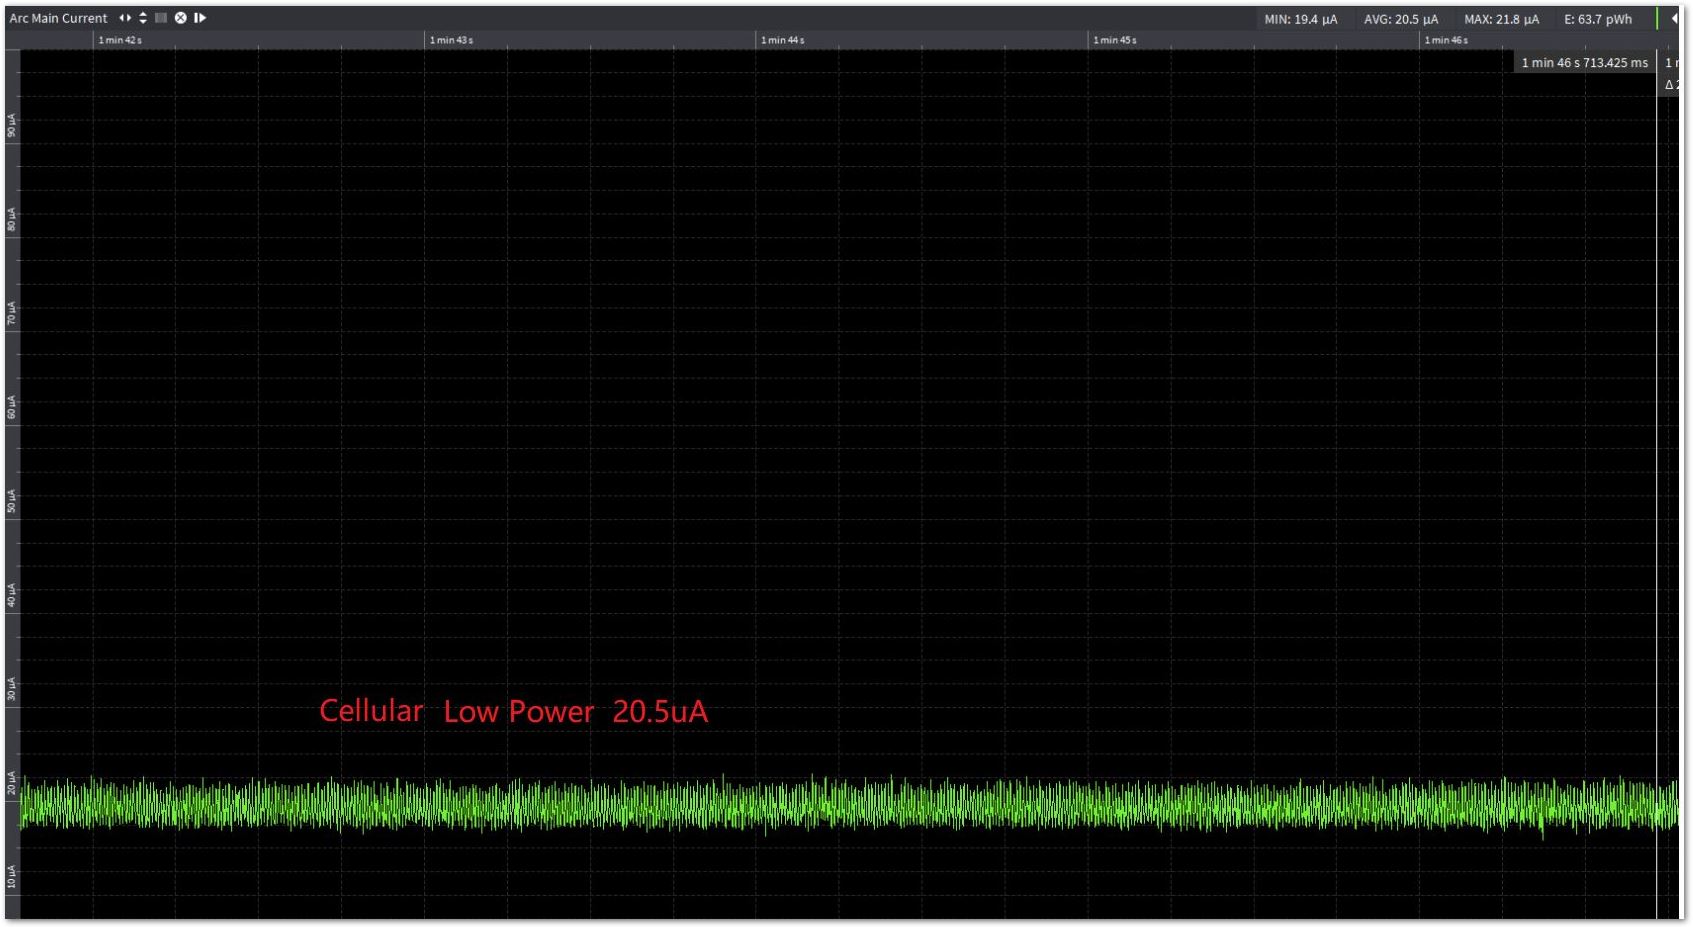 Arc Main Current
MIN: 19.4 µA AVG: 20.5 µA MAX: 21.8 µA E: 63.7 pWh
1 min 42 s 1 min 43 s 1 min 44 s 1 min 45 s 1 min 46 s
1 min 46 s 713.425 ms
90 µA
80 µA
70 µA
60 µA
50 µA
40 µA
30 µA
Cellular Low Power 20.5uA
20 µA
10 µA